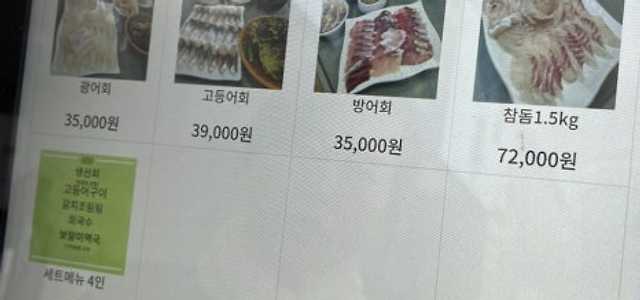 광어회
고등어회
방어회
참돔1.5kg
35,000원
39,000원
35,000원
72,000원
생선회
고등어구이
갈치조림
회국수
보말미역국
세트메뉴 4인